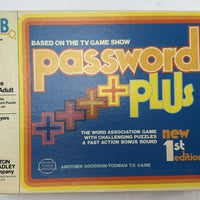 BASED ON THE TV GAME SHOW
password
PLUS
THE WORD ASSOCIATION GAME
WITH CHALLENGING PUZZLES
& FAST ACTION BONUS ROUND
new
1st
edition
ANOTHER GOODSON-TODMAN T.V. GAME
Adult